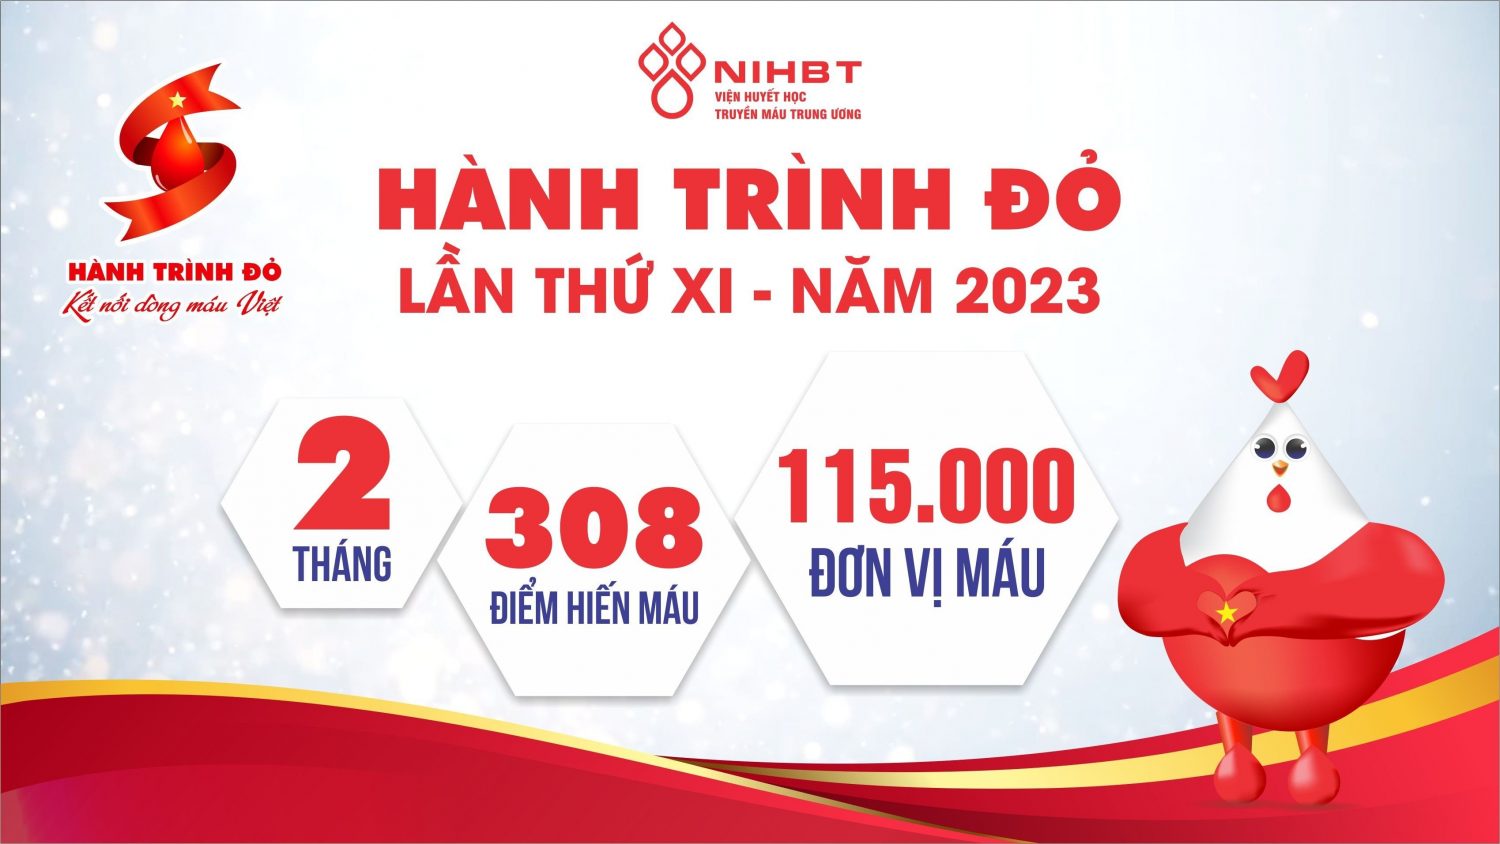 NIHBT
VIỆN HUYẾT HỌC
TRUYỀN MÁU TRUNG ƯƠNG
HÀNH TRÌNH ĐỎ
Kết nối dòng máu Việt
HÀNH TRÌNH ĐỎ
LẦN THỨ XI - NĂM 2023
2
THÁNG
308
ĐIỂM HIẾN MÁU
115.000
ĐƠN VỊ MÁU